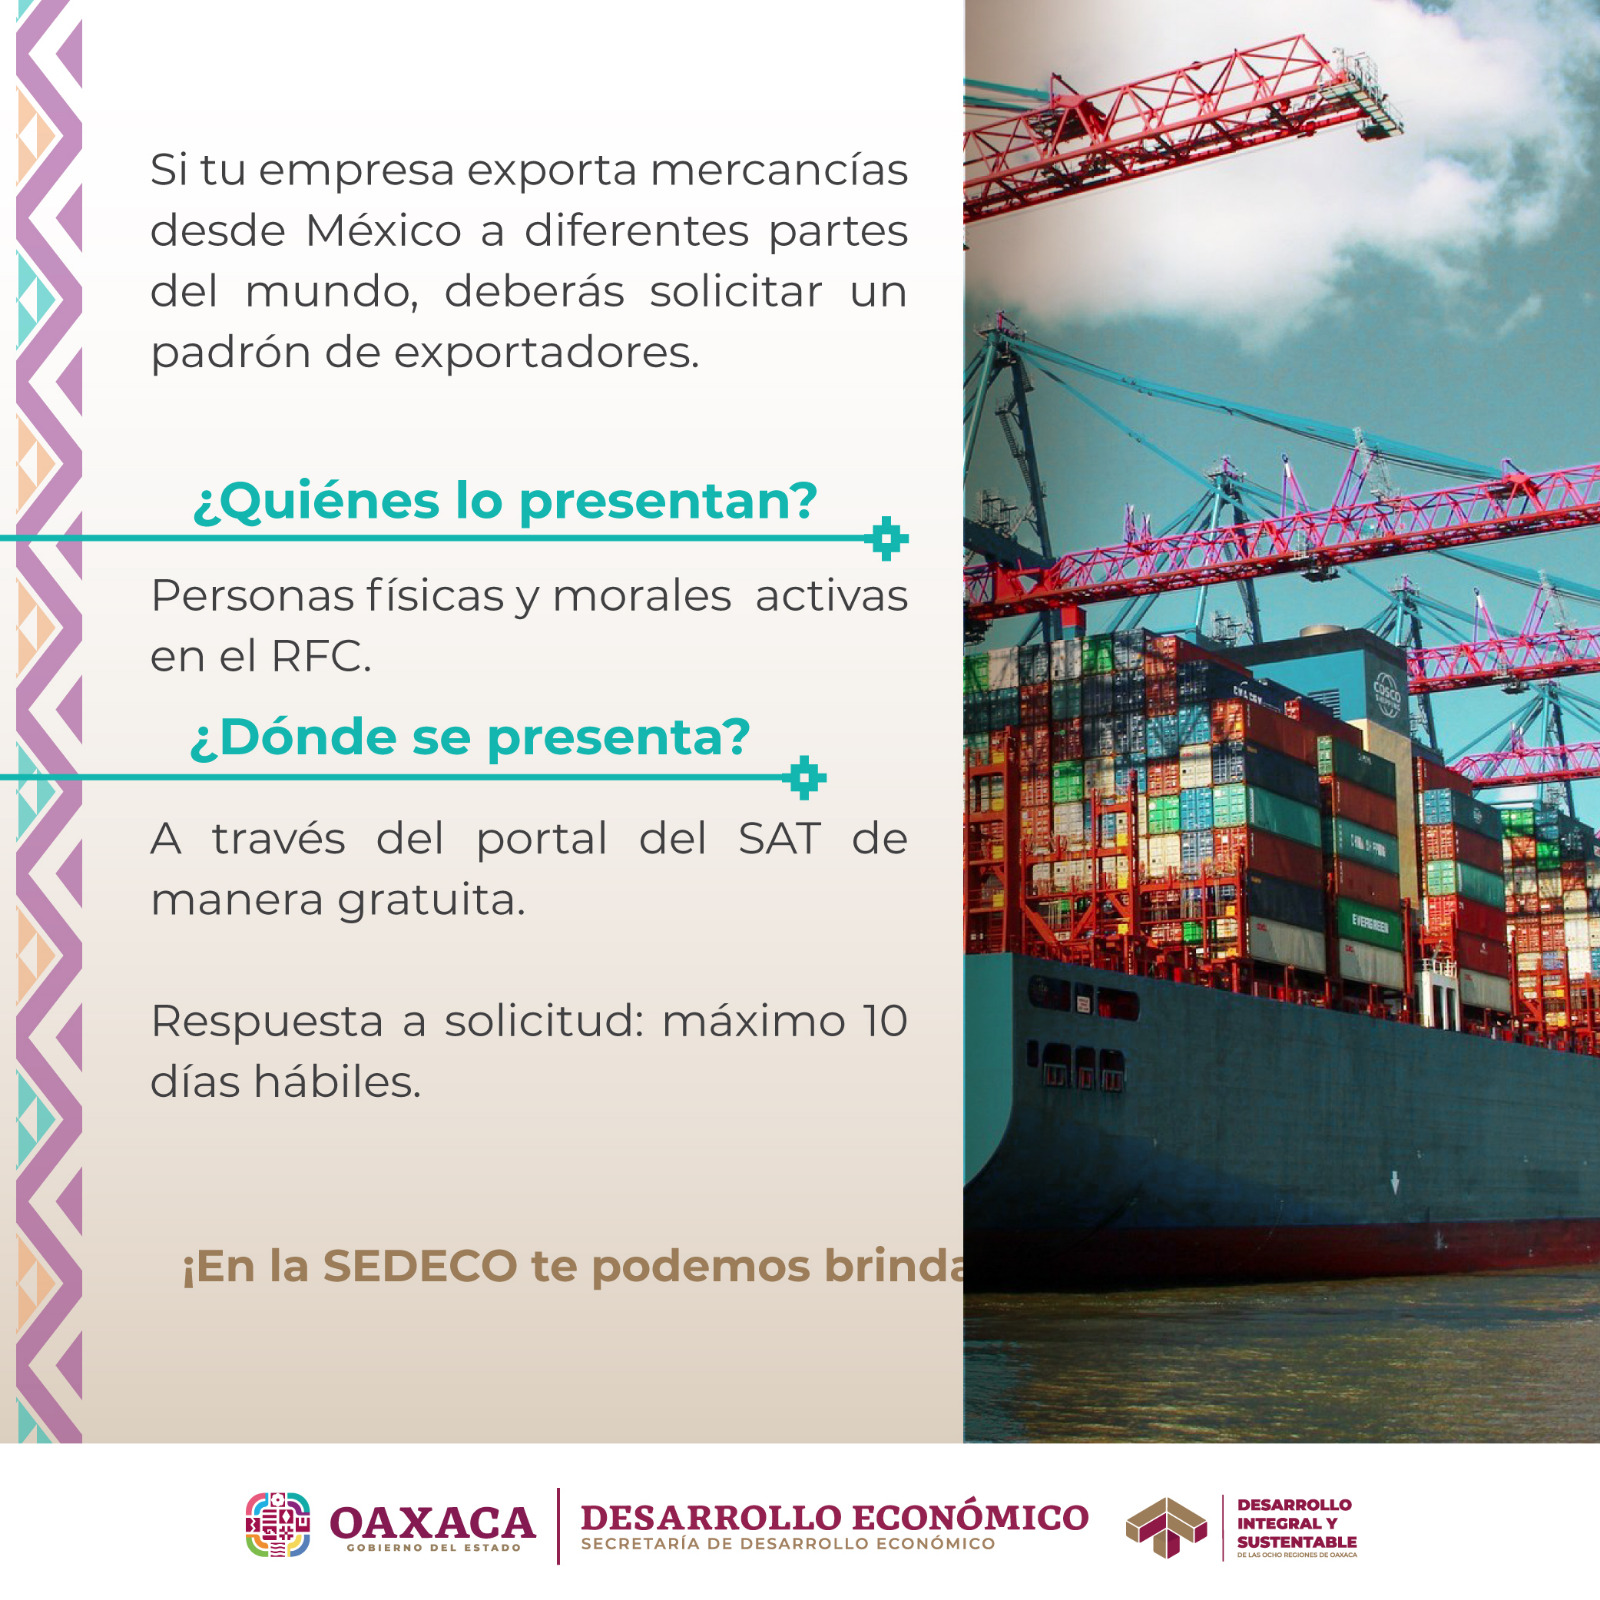 Si tu empresa exporta mercancías
desde México a diferentes partes
del mundo, deberás solicitar un
padrón de exportadores.
¿Quiénes lo presentan?
Personas físicas y morales activas
en el RFC.
¿Dónde se presenta?
A través del portal del SAT de
manera gratuita.
Respuesta a solicitud: máximo 10
días hábiles.
¡En la SEDECO te podemos brinda
COSCO
SHIPPING
EVERGREEN
OAXACA
GOBIERNO DEL ESTADO
DESARROLLO ECONÓMICO
SECRETARÍA DE DESARROLLO ECONÓMICO
DESARROLLO
INTEGRAL Y
SUSTENTABLE
DE LAS OCHO REGIONES DE OAXACA